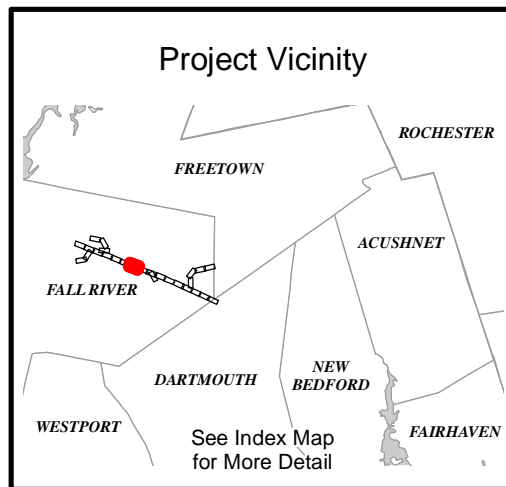 Project Vicinity
ROCHESTER
FREETOWN
ACUSHNET
FALL RIVER
DARTMOUTH
NEW
BEDFORD
WESTPORT
FAIRHAVEN
See Index Map
for More Detail